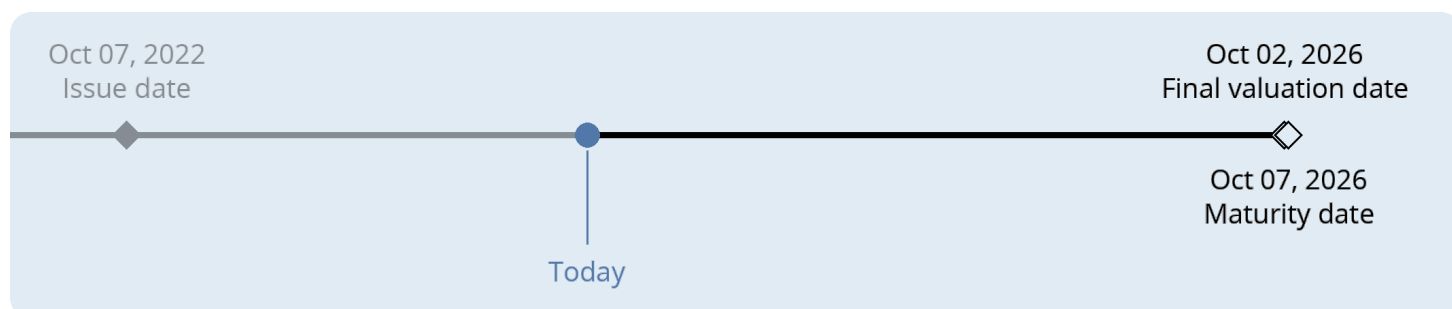 Oct 07, 2022
Issue date
Oct 02, 2026
Final valuation date
Oct 07, 2026
Maturity date
Today